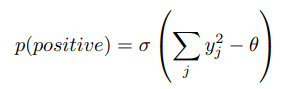 p(positive) = σ ( ∑_j y_j^2 − θ )